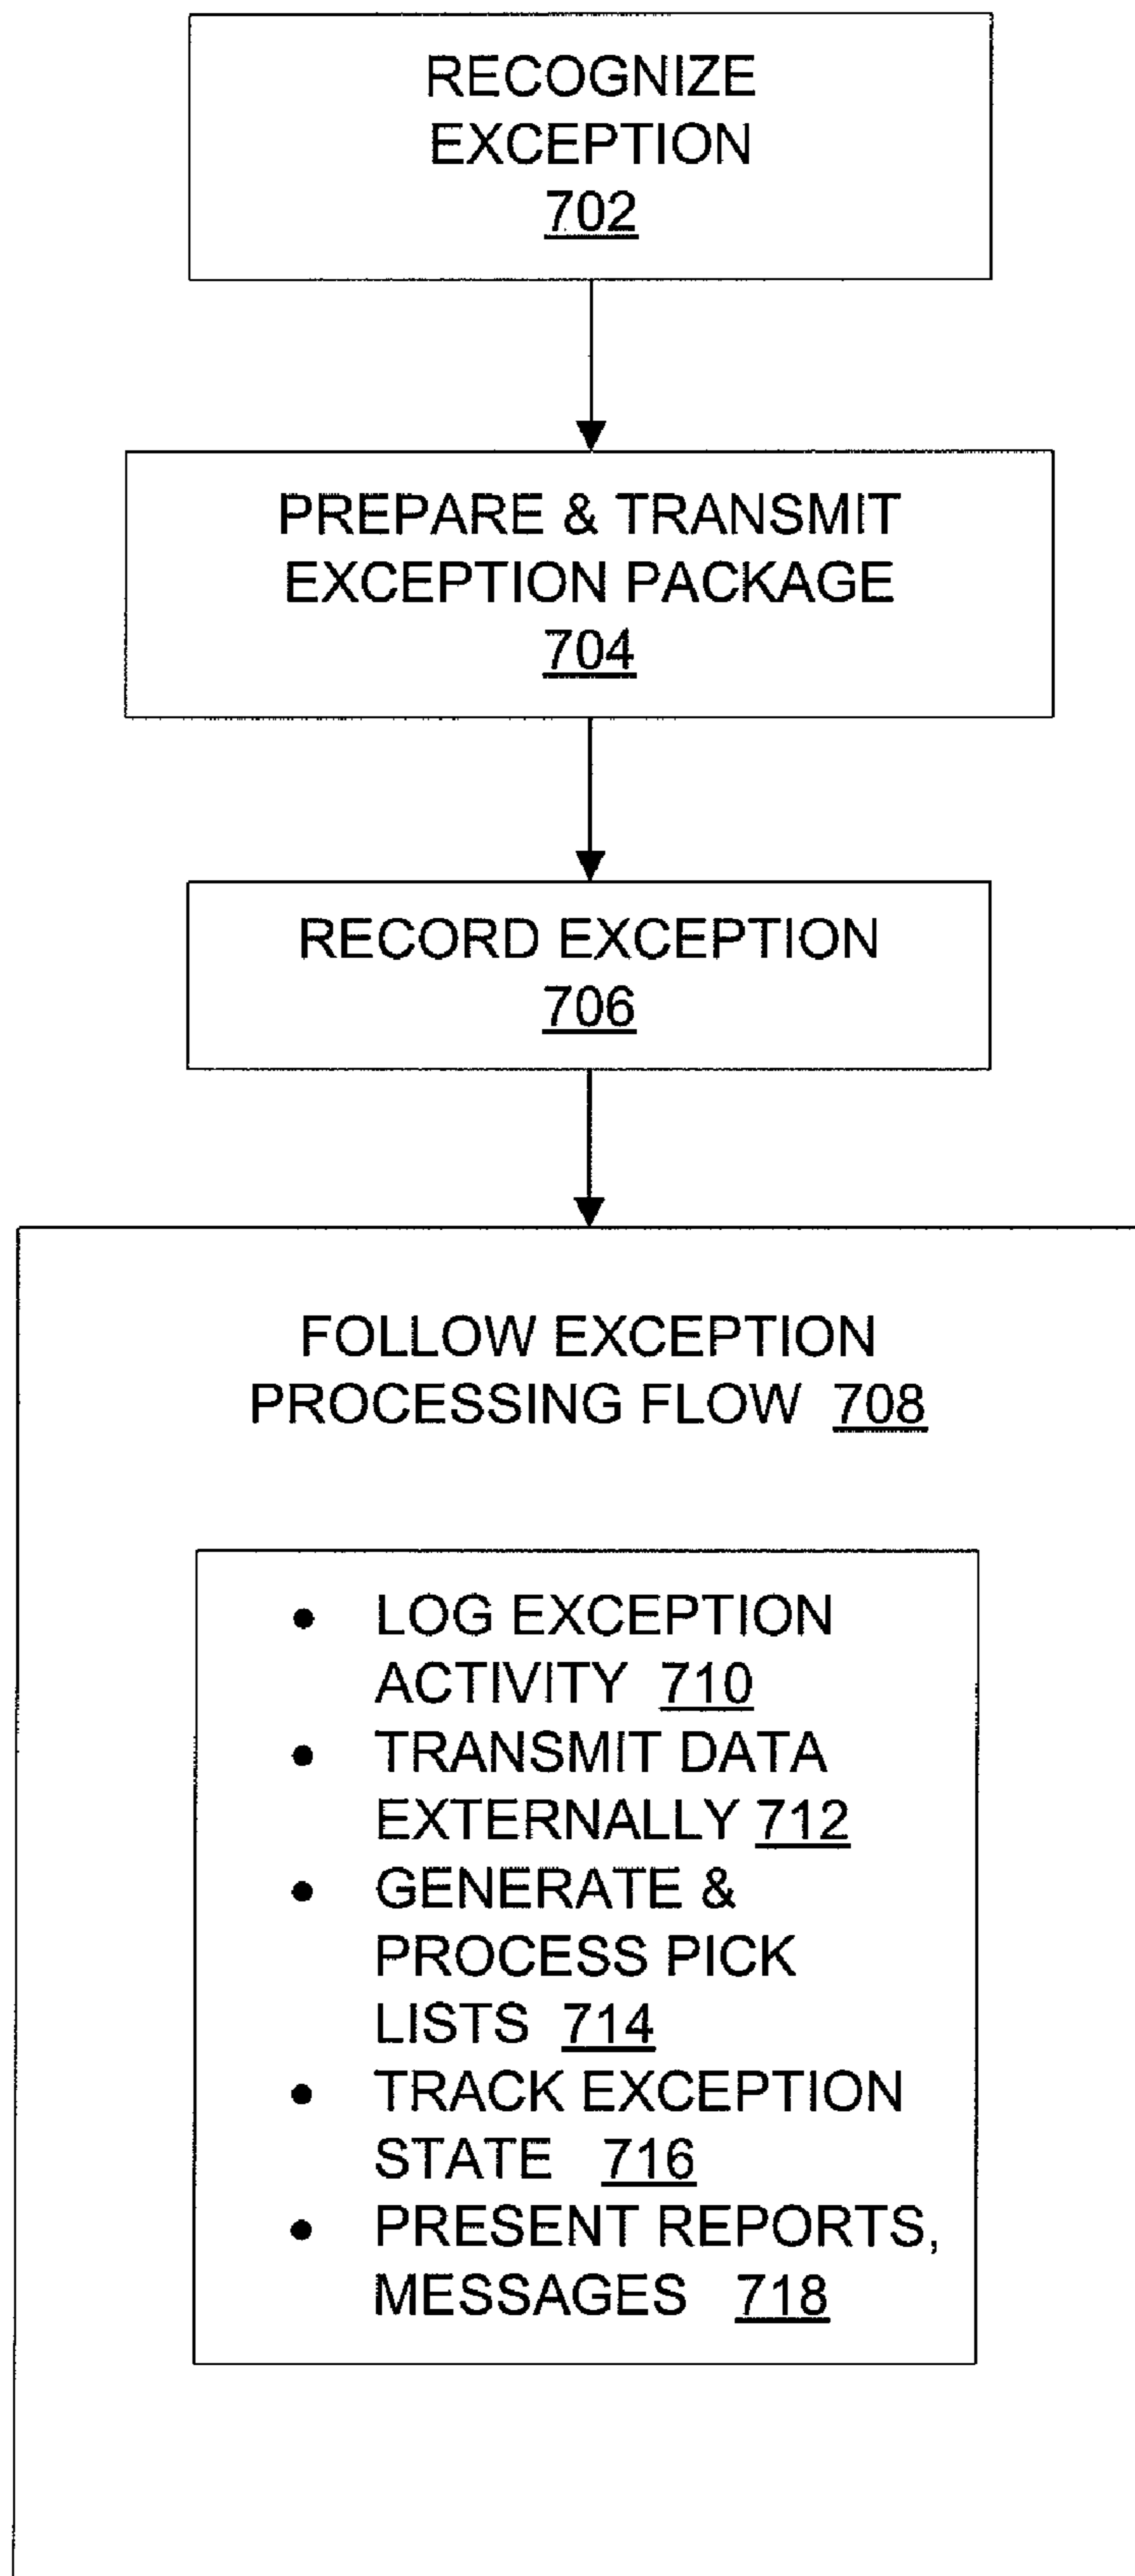 RECOGNIZE
EXCEPTION
702
PREPARE & TRANSMIT
EXCEPTION PACKAGE
704
RECORD EXCEPTION
706
FOLLOW EXCEPTION
PROCESSING FLOW 708
• LOG EXCEPTION
ACTIVITY 710
• TRANSMIT DATA
EXTERNALLY 712
• GENERATE &
PROCESS PICK
LISTS 714
• TRACK EXCEPTION
STATE 716
• PRESENT REPORTS,
MESSAGES 718